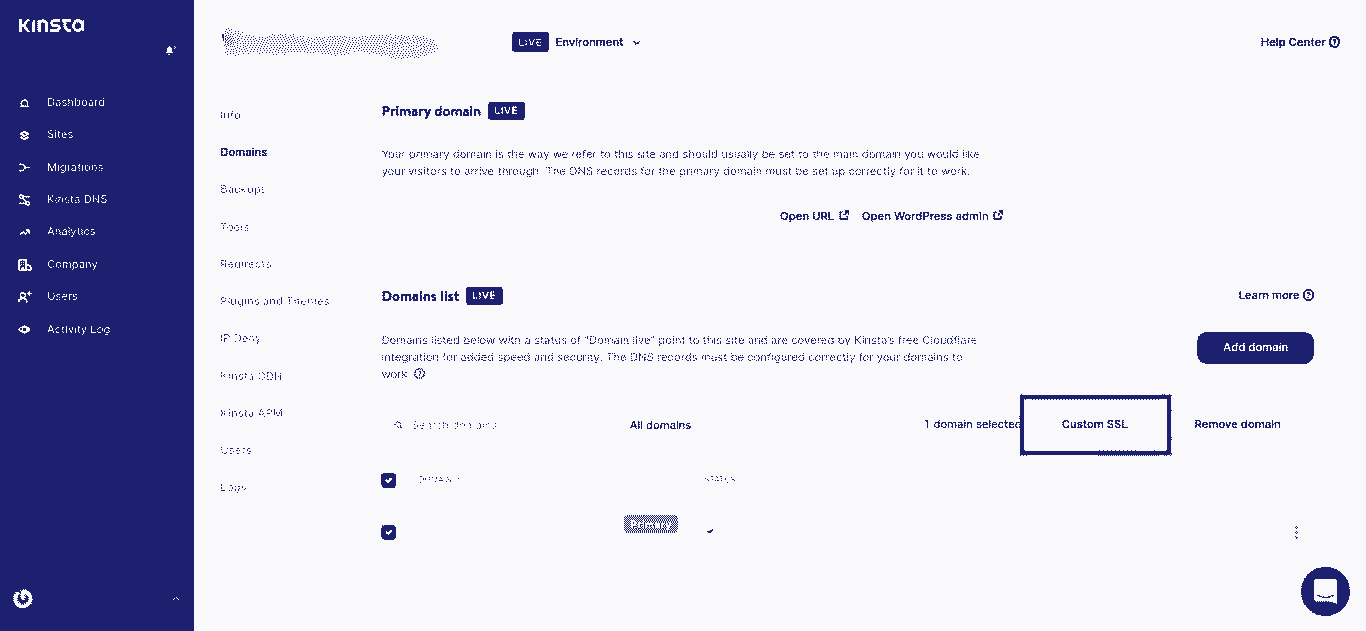 Kinsta
LIVE Environment
Help Center
Dashboard
Sites
Migrations
Kinsta DNS
Analytics
Company
Users
Activity Log
Info
Domains
Backups
Tools
Redirects
Plugins and Themes
IP Deny
Kinsta CDN
Kinsta APM
Users
Logs
Primary domain LIVE
Your primary domain is the way we refer to this site and should usually be set to the main domain you would like
your visitors to arrive through. The DNS records for the primary domain must be set up correctly for it to work.
Open URL Open WordPress admin
Domains list LIVE
Learn more
Domains listed below with a status of "Domain live" point to this site and are covered by Kinsta's free Cloudflare
integration for added speed and security. The DNS records must be configured correctly for your domains to
work.
Add domain
Search domains All domains 1 domain selected Custom SSL Remove domain
DOMAIN STATUS
Primary